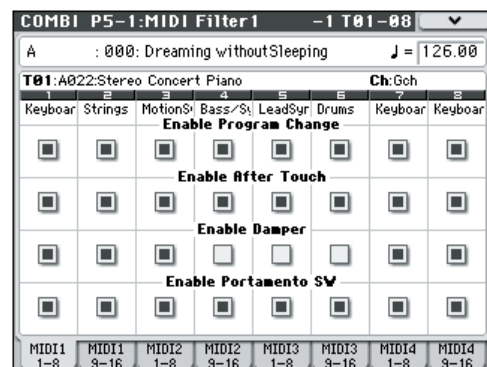 COMBI P5-1:MIDI Filter1 -1 T01-08
A :000: Dreaming withoutSleeping ♩= 126.00
T01:A022:Stereo Concert Piano Ch:Gch
1 2 3 4 5 6 7 8
Keyboar Strings MotionS Bass/Sy LeadSyr Drums Keyboar Keyboar
Enable Program Change
Enable After Touch
Enable Damper
Enable Portamento SW
MIDI1 1-8 MIDI1 9-16 MIDI2 1-8 MIDI2 9-16 MIDI3 1-8 MIDI3 9-16 MIDI4 1-8 MIDI4 9-16